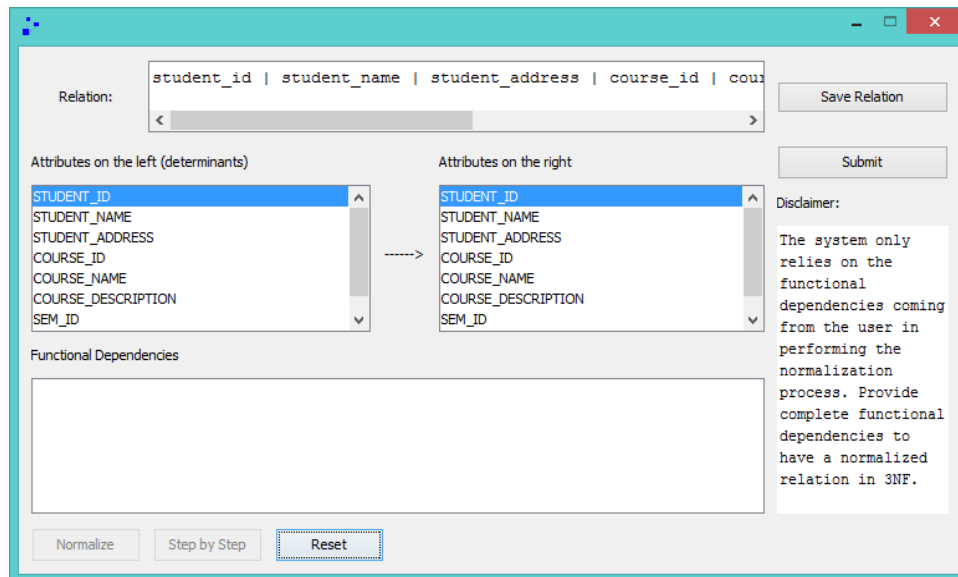 Relation:
student_id | student_name | student_address | course_id | cour
Save Relation
Attributes on the left (determinants)
Attributes on the right
Submit
STUDENT_ID
STUDENT_NAME
STUDENT_ADDRESS
COURSE_ID
COURSE_NAME
COURSE_DESCRIPTION
SEM_ID
------>
STUDENT_ID
STUDENT_NAME
STUDENT_ADDRESS
COURSE_ID
COURSE_NAME
COURSE_DESCRIPTION
SEM_ID
Disclaimer:
The system only
relies on the
functional
dependencies coming
from the user in
performing the
normalization
process. Provide
complete functional
dependencies to
have a normalized
relation in 3NF.
Functional Dependencies
Normalize
Step by Step
Reset